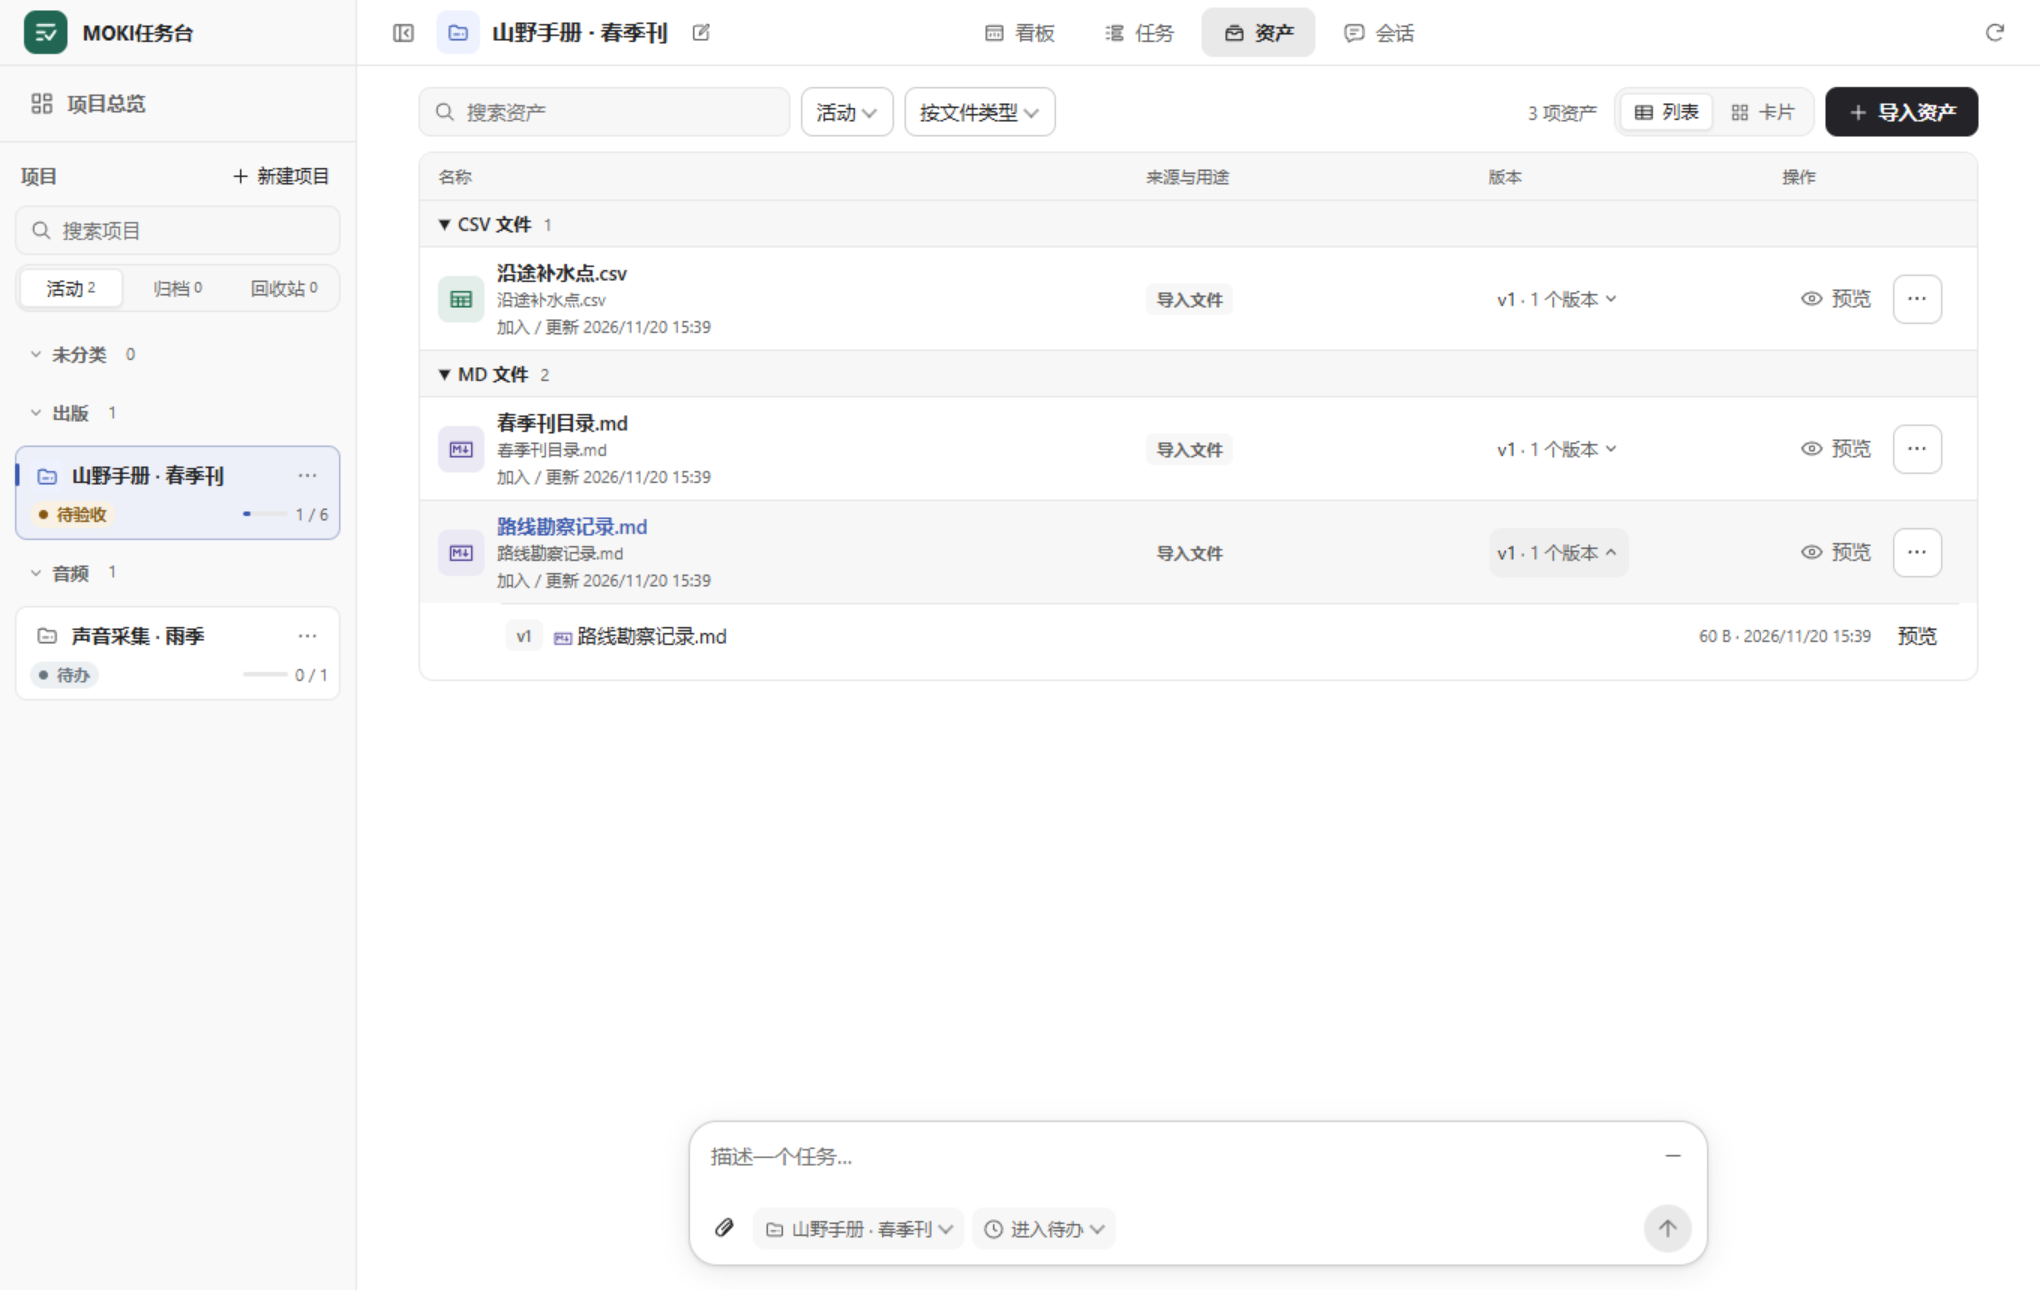 MOKI任务台
项目总览
项目
新建项目
搜索项目
活动 2
归档 0
回收站 0
未分类 0
出版 1
山野手册 · 春季刊
待验收
1 / 6
音频 1
声音采集 · 雨季
待办
0 / 1
山野手册 · 春季刊
看板
任务
资产
会话
搜索资产
活动
按文件类型
3 项资产
列表
卡片
导入资产
名称
来源与用途
版本
操作
CSV 文件 1
沿途补水点.csv
沿途补水点.csv
加入 / 更新 2026/11/20 15:39
导入文件
v1 · 1 个版本
预览
MD 文件 2
春季刊目录.md
春季刊目录.md
加入 / 更新 2026/11/20 15:39
导入文件
v1 · 1 个版本
预览
路线勘察记录.md
路线勘察记录.md
加入 / 更新 2026/11/20 15:39
导入文件
v1 · 1 个版本
预览
v1
路线勘察记录.md
60 B · 2026/11/20 15:39
预览
描述一个任务...
山野手册 · 春季刊
进入待办